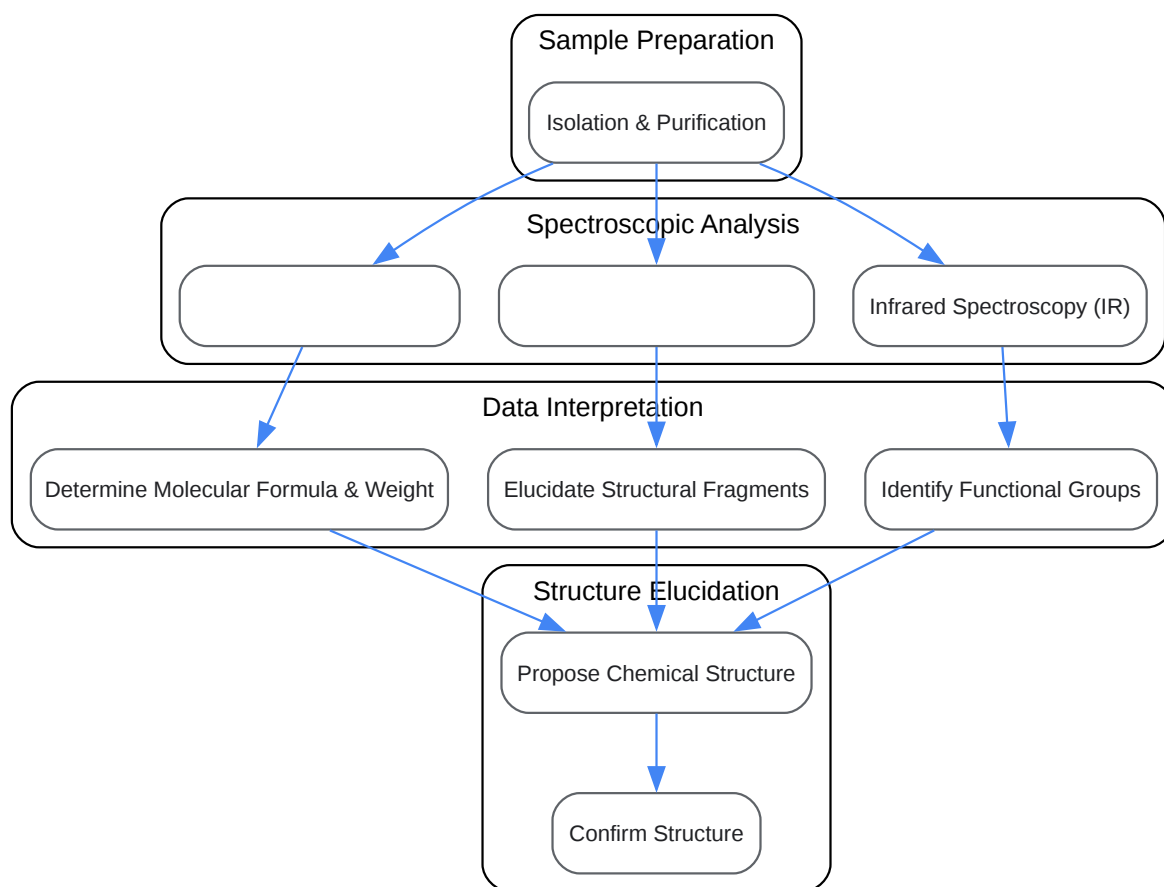 Sample Preparation
Isolation & Purification
Spectroscopic Analysis
Infrared Spectroscopy (IR)
Data Interpretation
Determine Molecular Formula & Weight
Elucidate Structural Fragments
Identify Functional Groups
Structure Elucidation
Propose Chemical Structure
Confirm Structure